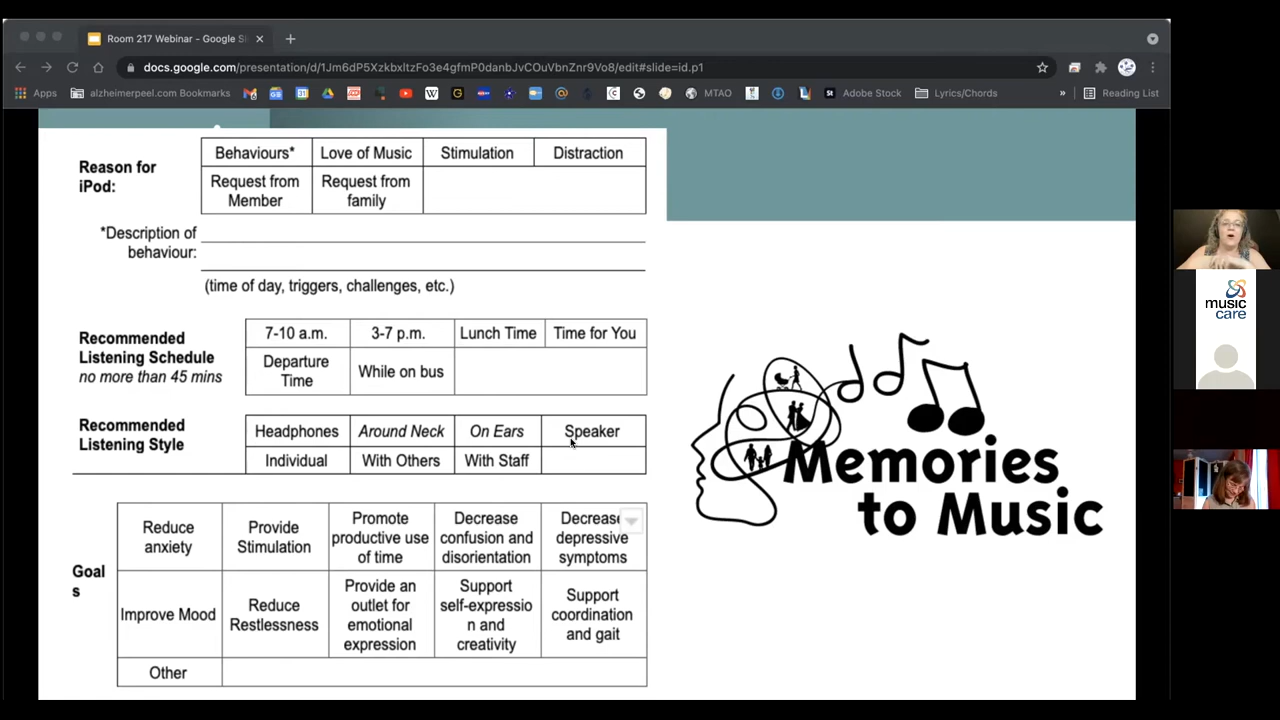 Room 217 Webinar - Google Sl
docs.google.com/presentation/d/1Jm6dP5XzkbxltzFo3e4gfmP0danbJvCOuVbnZnr9Vo8/edit#slide=id.p1
Apps alzheimerpeel.com Bookmarks MTAO Adobe Stock Lyrics/Chords » Reading List
Reason for
iPod:
Behaviours* Love of Music Stimulation Distraction
Request from
Member
Request from
family
*Description of
behaviour:
(time of day, triggers, challenges, etc.)
Recommended
Listening Schedule
no more than 45 mins
7-10 a.m. 3-7 p.m. Lunch Time Time for You
Departure
Time
While on bus
Recommended
Listening Style
Headphones Around Neck On Ears Speaker
Individual With Others With Staff
Goal
s
Reduce
anxiety
Provide
Stimulation
Promote
productive use
of time
Decrease
confusion and
disorientation
Decrease
depressive
symptoms
Improve Mood
Reduce
Restlessness
Provide an
outlet for
emotional
expression
Support
self-expressio
n and
creativity
Support
coordination
and gait
Other
Memories
to Music
music
care